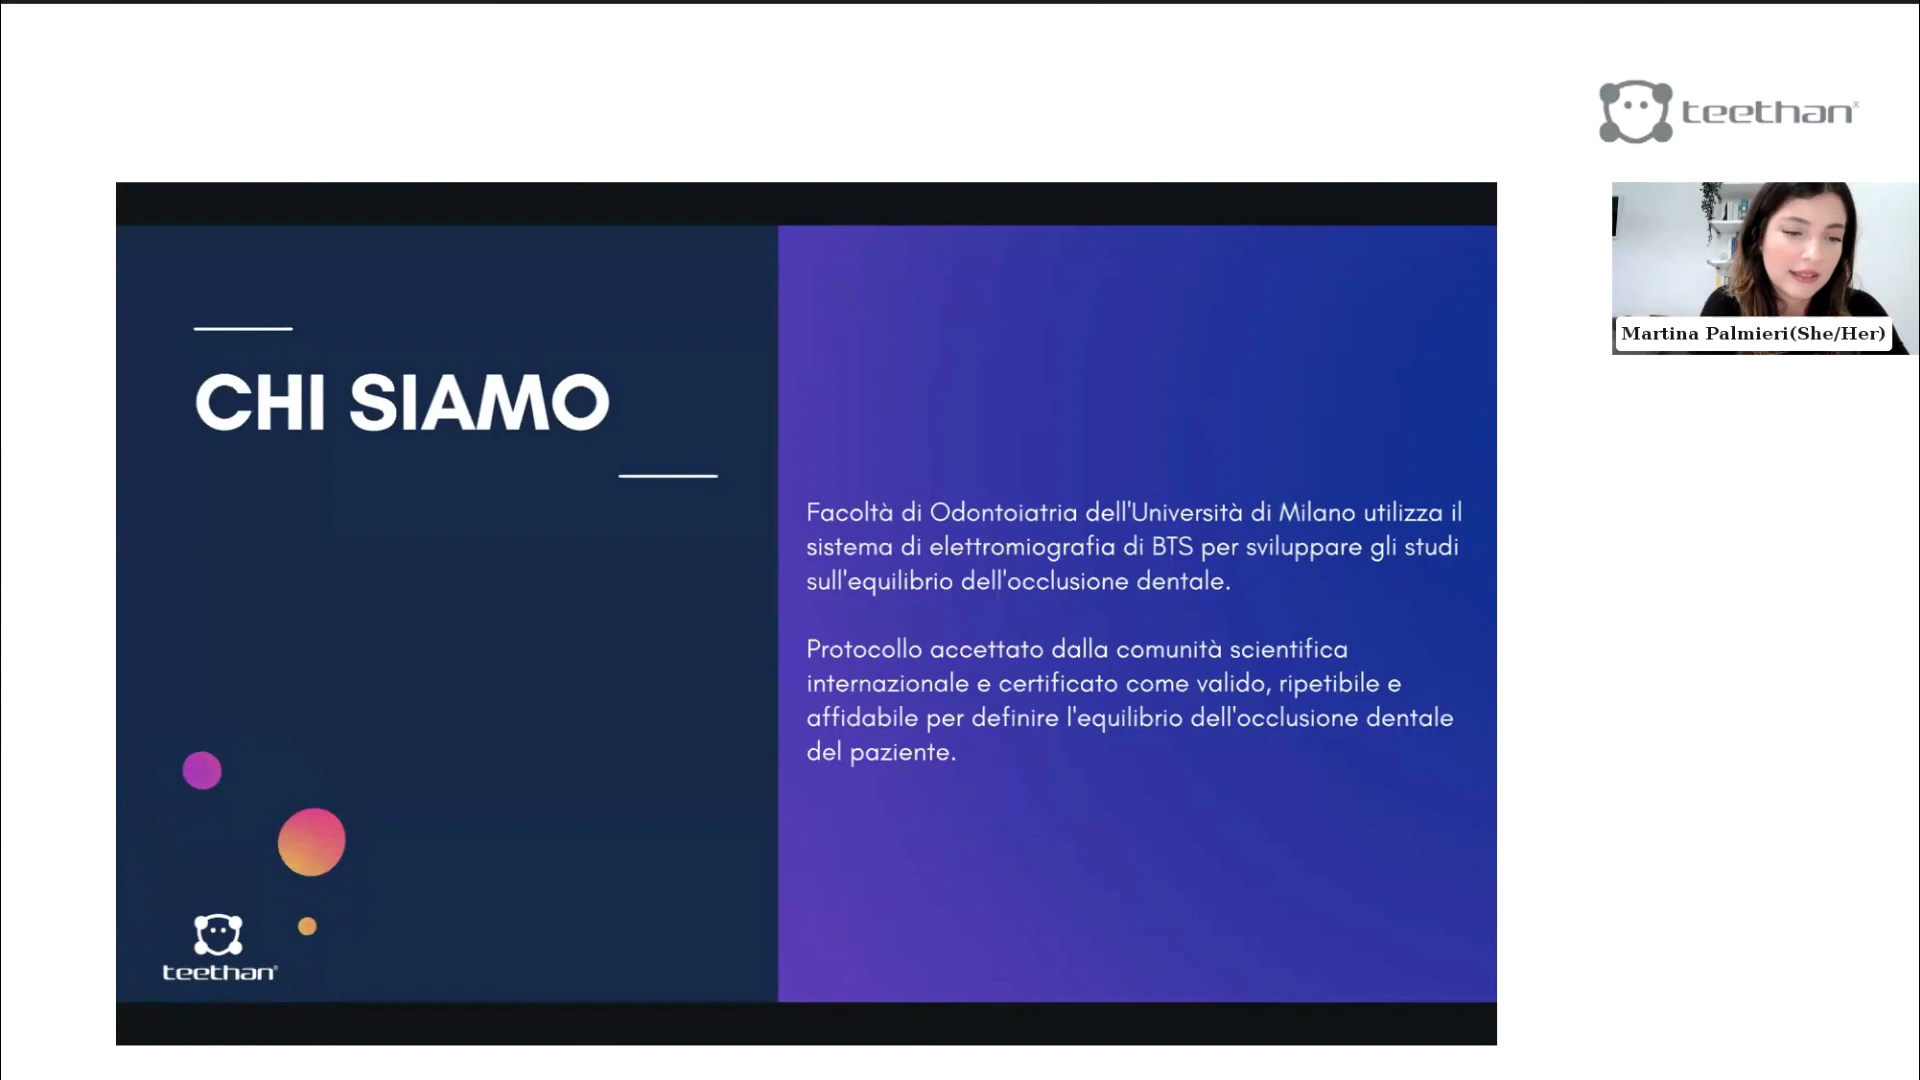 teethan®
Martina Palmieri(She/Her)
CHI SIAMO
Facoltà di Odontoiatria dell'Università di Milano utilizza il
sistema di elettromiografia di BTS per sviluppare gli studi
sull'equilibrio dell'occlusione dentale.
Protocollo accettato dalla comunità scientifica
internazionale e certificato come valido, ripetibile e
affidabile per definire l'equilibrio dell'occlusione dentale
del paziente.
teethan®